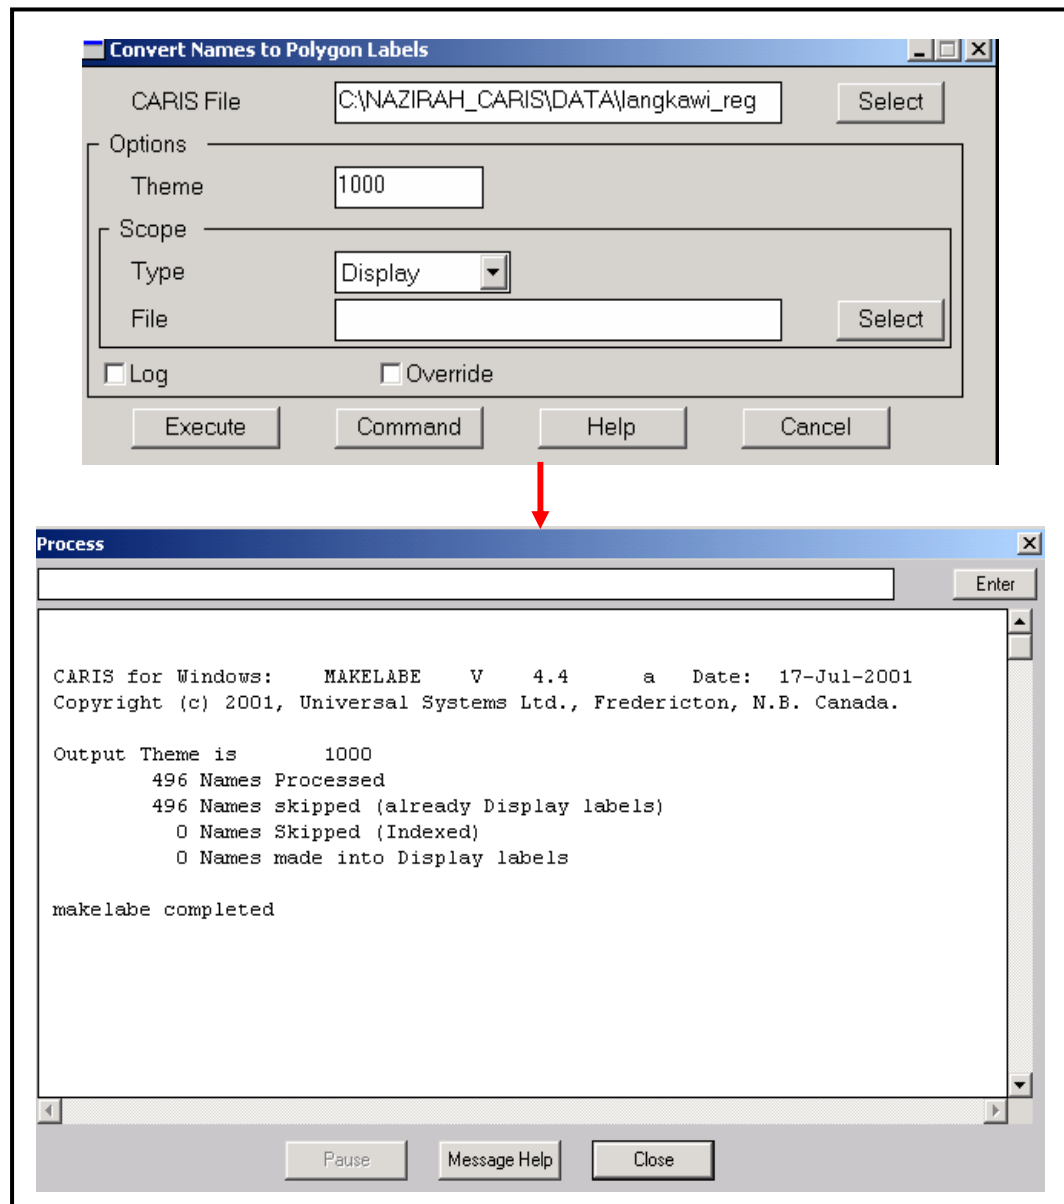 Convert Names to Polygon Labels
CARIS File C:\NAZIRAH_CARIS\DATA\langkawi_reg Select
Options
Theme 1000
Scope
Type Display
File Select
Log Override
Execute Command Help Cancel
Process
Enter
CARIS for Windows: MAKELABE V 4.4 a Date: 17-Jul-2001
Copyright (c) 2001, Universal Systems Ltd., Fredericton, N.B. Canada.
Output Theme is 1000
496 Names Processed
496 Names skipped (already Display labels)
0 Names Skipped (Indexed)
0 Names made into Display labels
makelabe completed
Pause Message Help Close